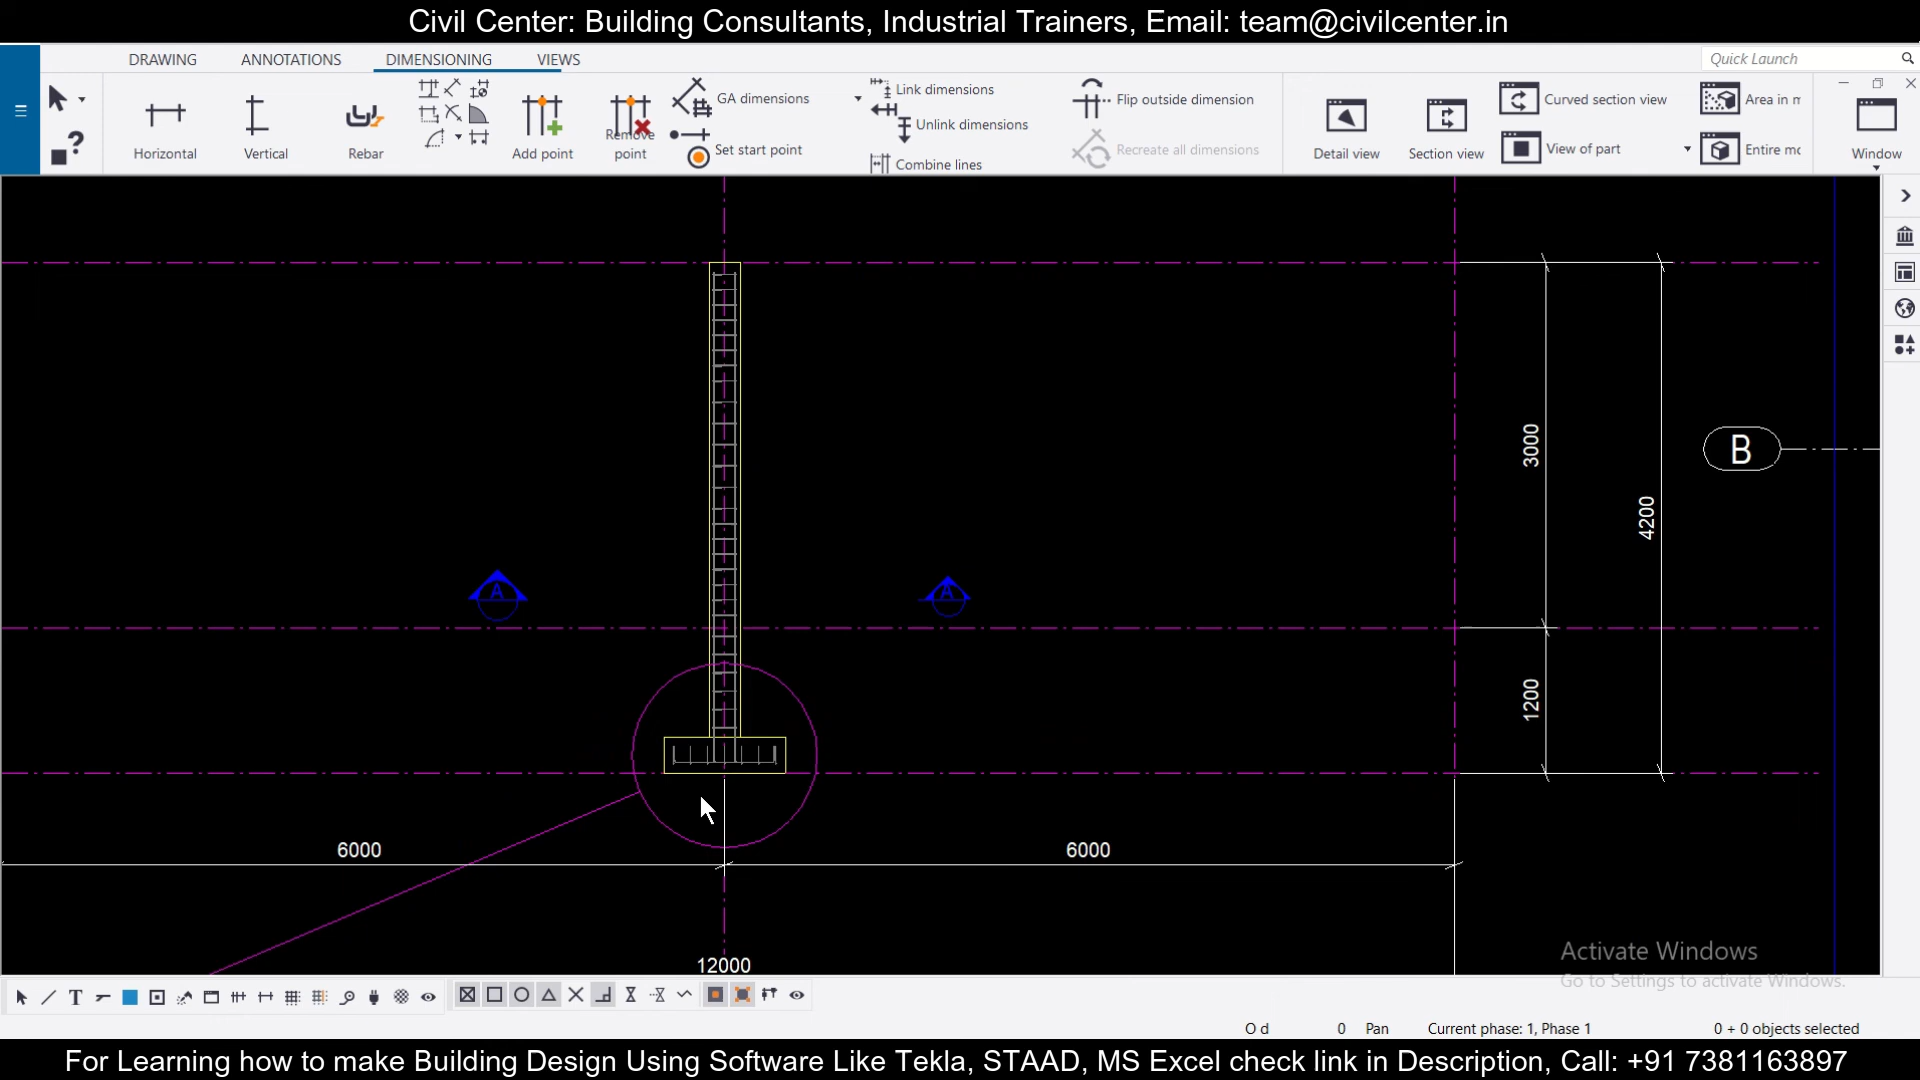 Civil Center: Building Consultants, Industrial Trainers, Email: team@civilcenter.in
DRAWING ANNOTATIONS DIMENSIONING VIEWS
Quick Launch
Horizontal
Vertical
Rebar
Add point
Remove point
GA dimensions
Set start point
Link dimensions
Unlink dimensions
Combine lines
Flip outside dimension
Recreate all dimensions
Detail view
Section view
Curved section view
View of part
Area in m
Entire mo
Window
3000
4200
B
A
A
1200
6000
6000
12000
Activate Windows
Go to Settings to activate Windows.
O d 0 Pan Current phase: 1, Phase 1 0 + 0 objects selected
For Learning how to make Building Design Using Software Like Tekla, STAAD, MS Excel check link in Description, Call: +91 7381163897